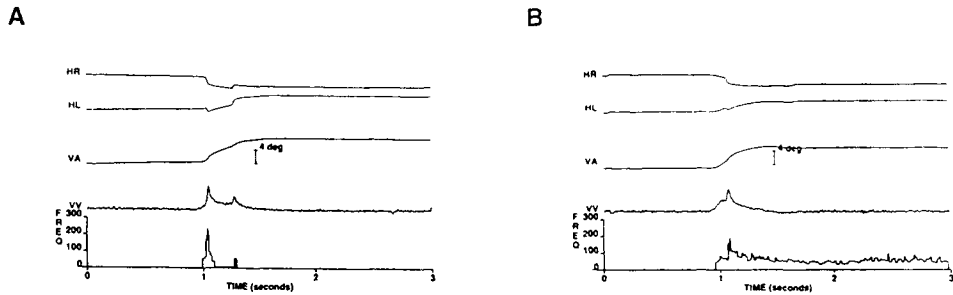 A
HR
HL
VA
4 deg
VV
FREQ
300
200
100
0
0 1 2 3
TIME (seconds)
B
HR
HL
VA
4 deg
VV
FREQ
300
200
100
0
0 1 2 3
TIME (seconds)